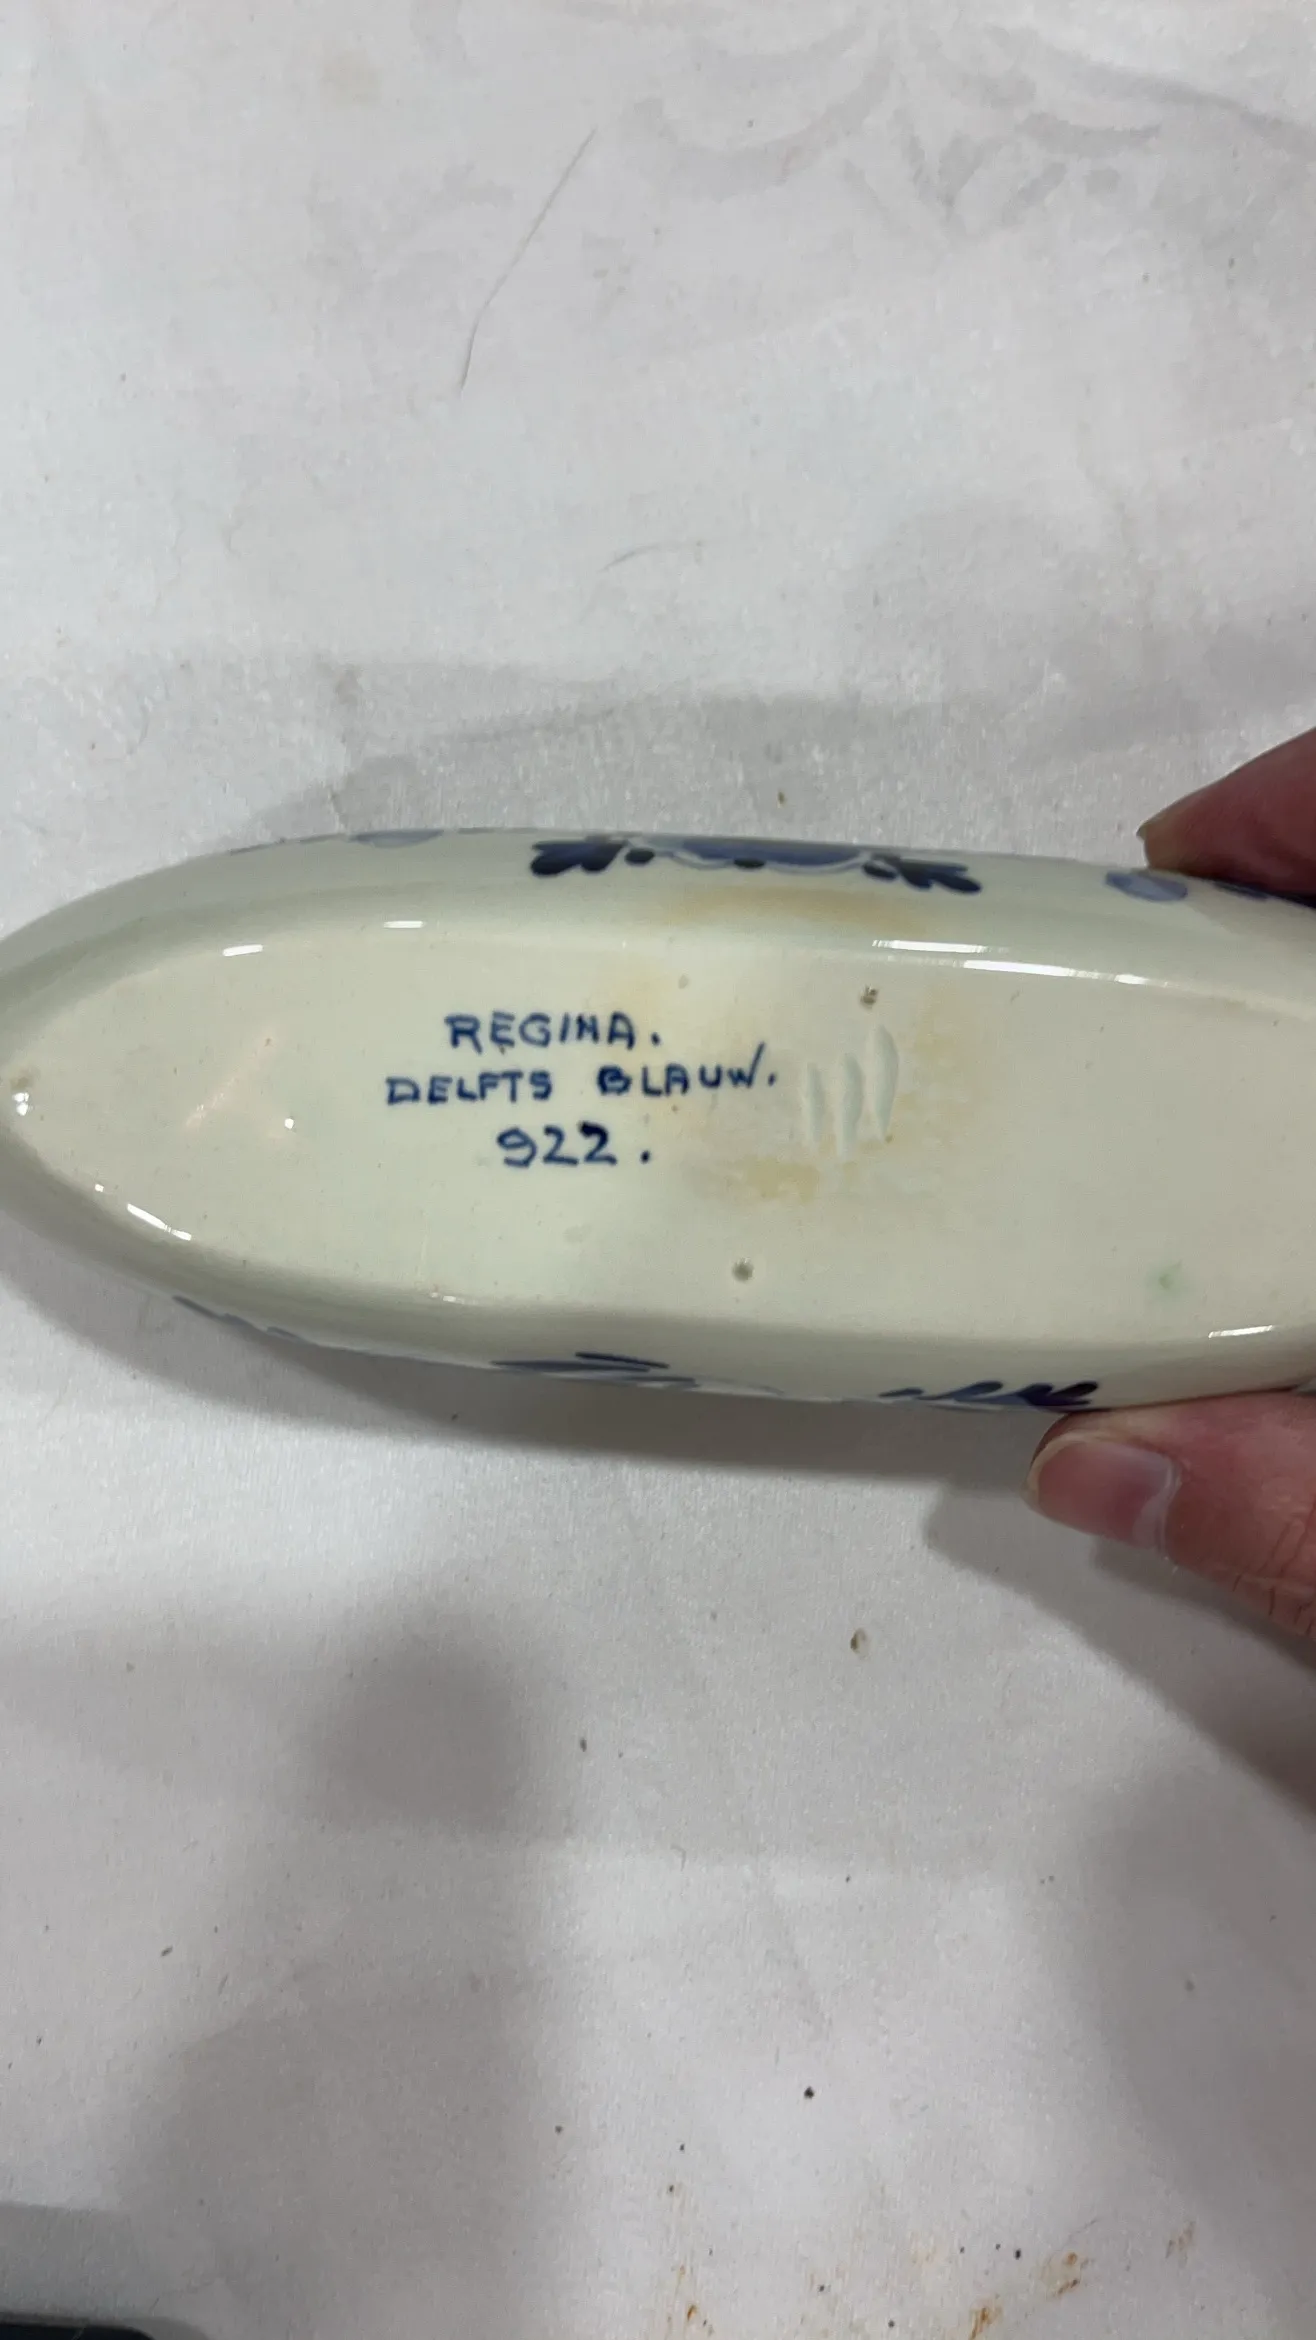 REGINA.
DELFTS BLAUW.
922.